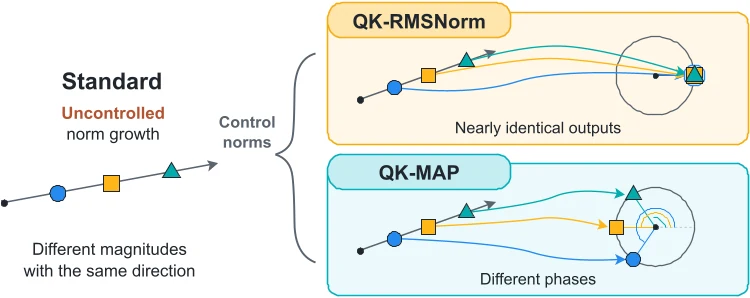 Standard
Uncontrolled
norm growth
Different magnitudes
with the same direction
Control
norms
QK-RMSNorm
Nearly identical outputs
QK-MAP
Different phases